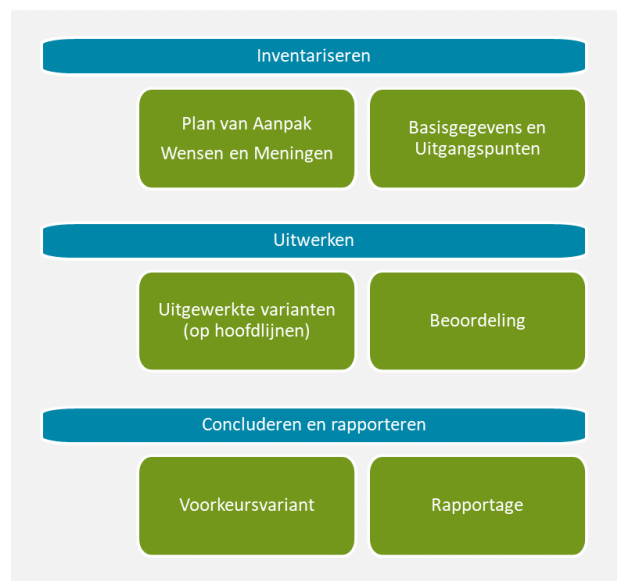 Inventariseren
Plan van Aanpak
Wensen en Meningen
Basisgegevens en
Uitgangspunten
Uitwerken
Uitgewerkte varianten
(op hoofdlijnen)
Beoordeling
Concluderen en rapporteren
Voorkeursvariant
Rapportage